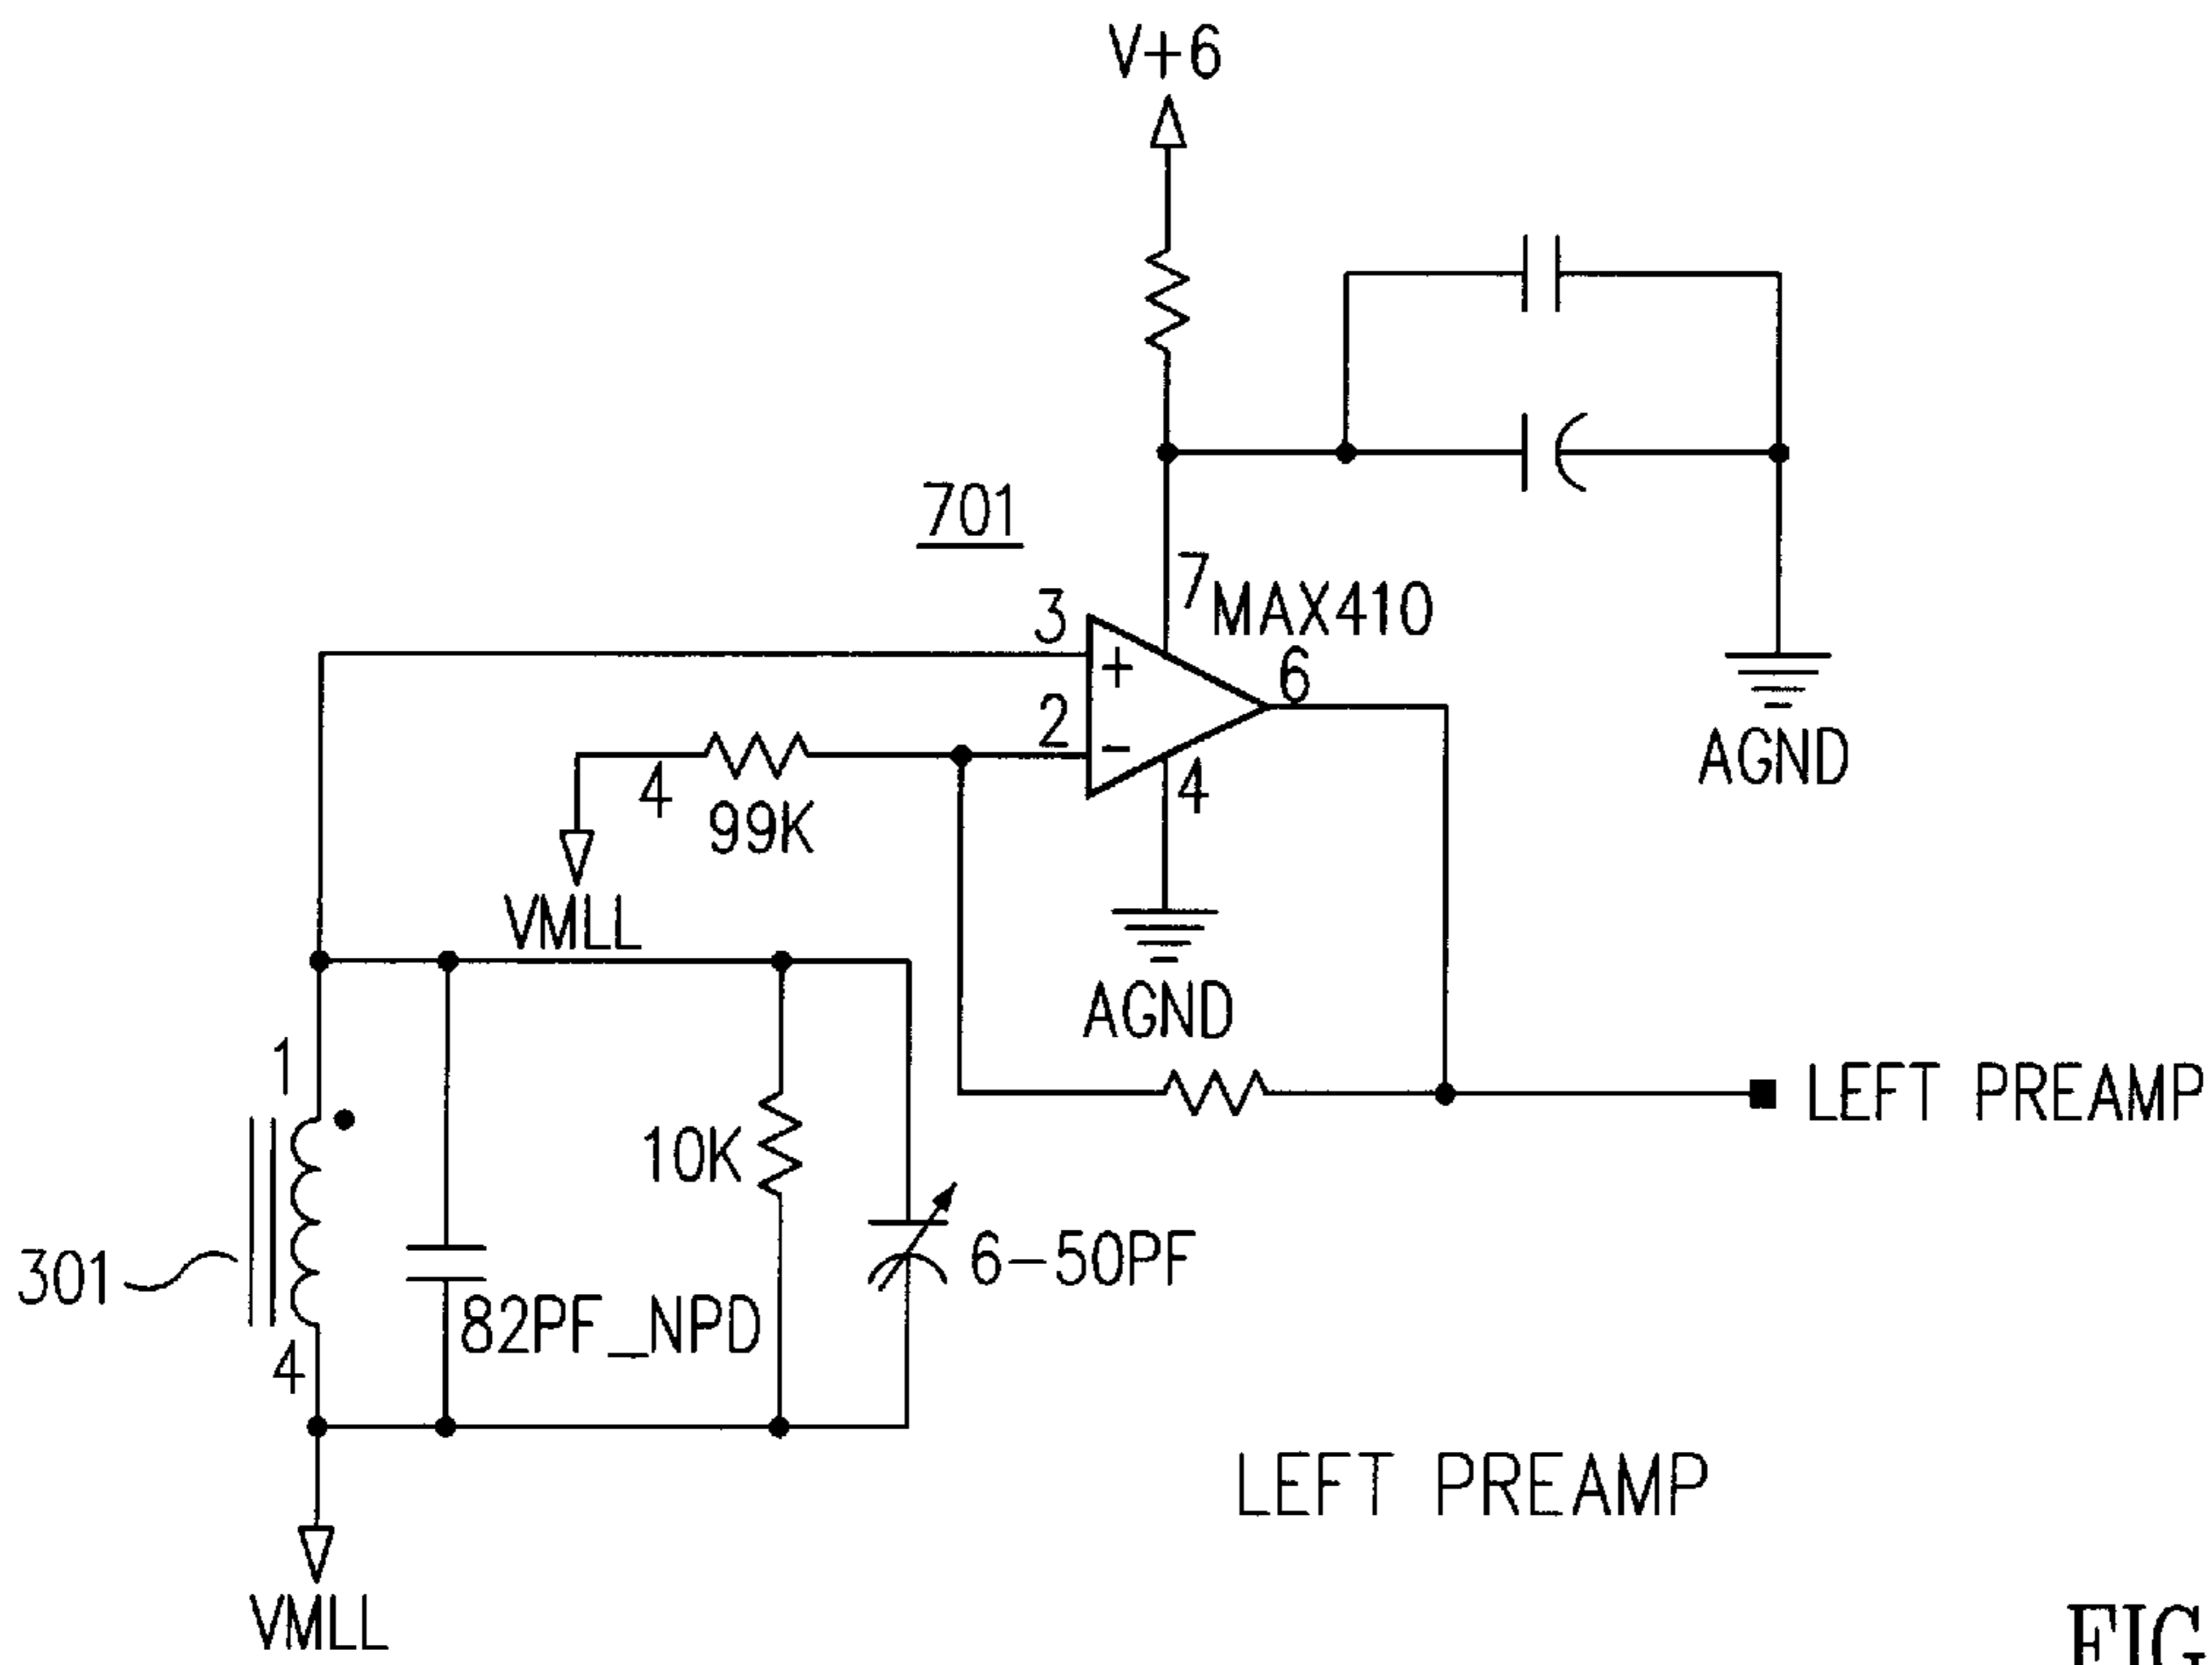 V+6
701
7
MAX410
3
+
6
2
-
4
4
99K
AGND
VMLL
AGND
1
LEFT PREAMP
10K
301
6-50PF
82PF_NPD
4
LEFT PREAMP
VMLL
FIG